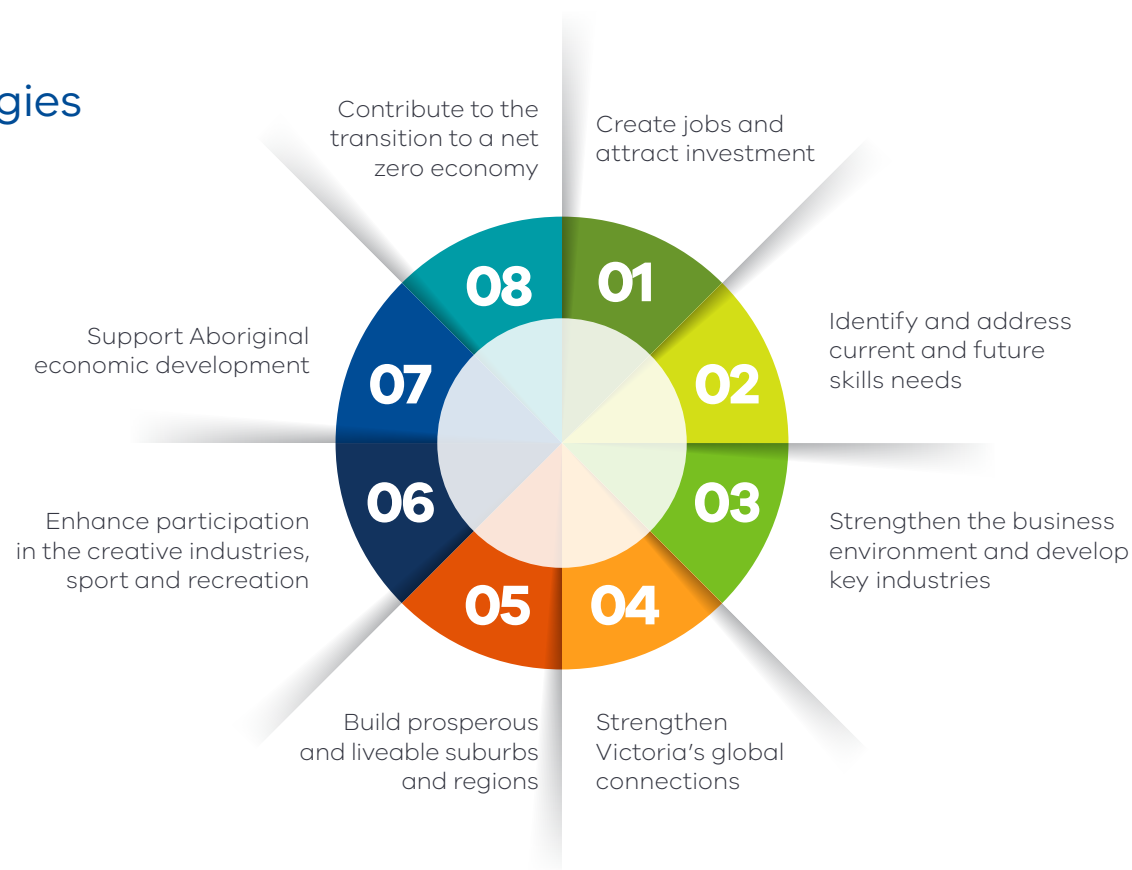 gies
Contribute to the
transition to a net
zero economy
Create jobs and
attract investment
08
01
Support Aboriginal
economic development
Identify and address
current and future
skills needs
07
02
06
03
Enhance participation
in the creative industries,
sport and recreation
Strengthen the business
environment and develop
key industries
05
04
Build prosperous
and liveable suburbs
and regions
Strengthen
Victoria's global
connections